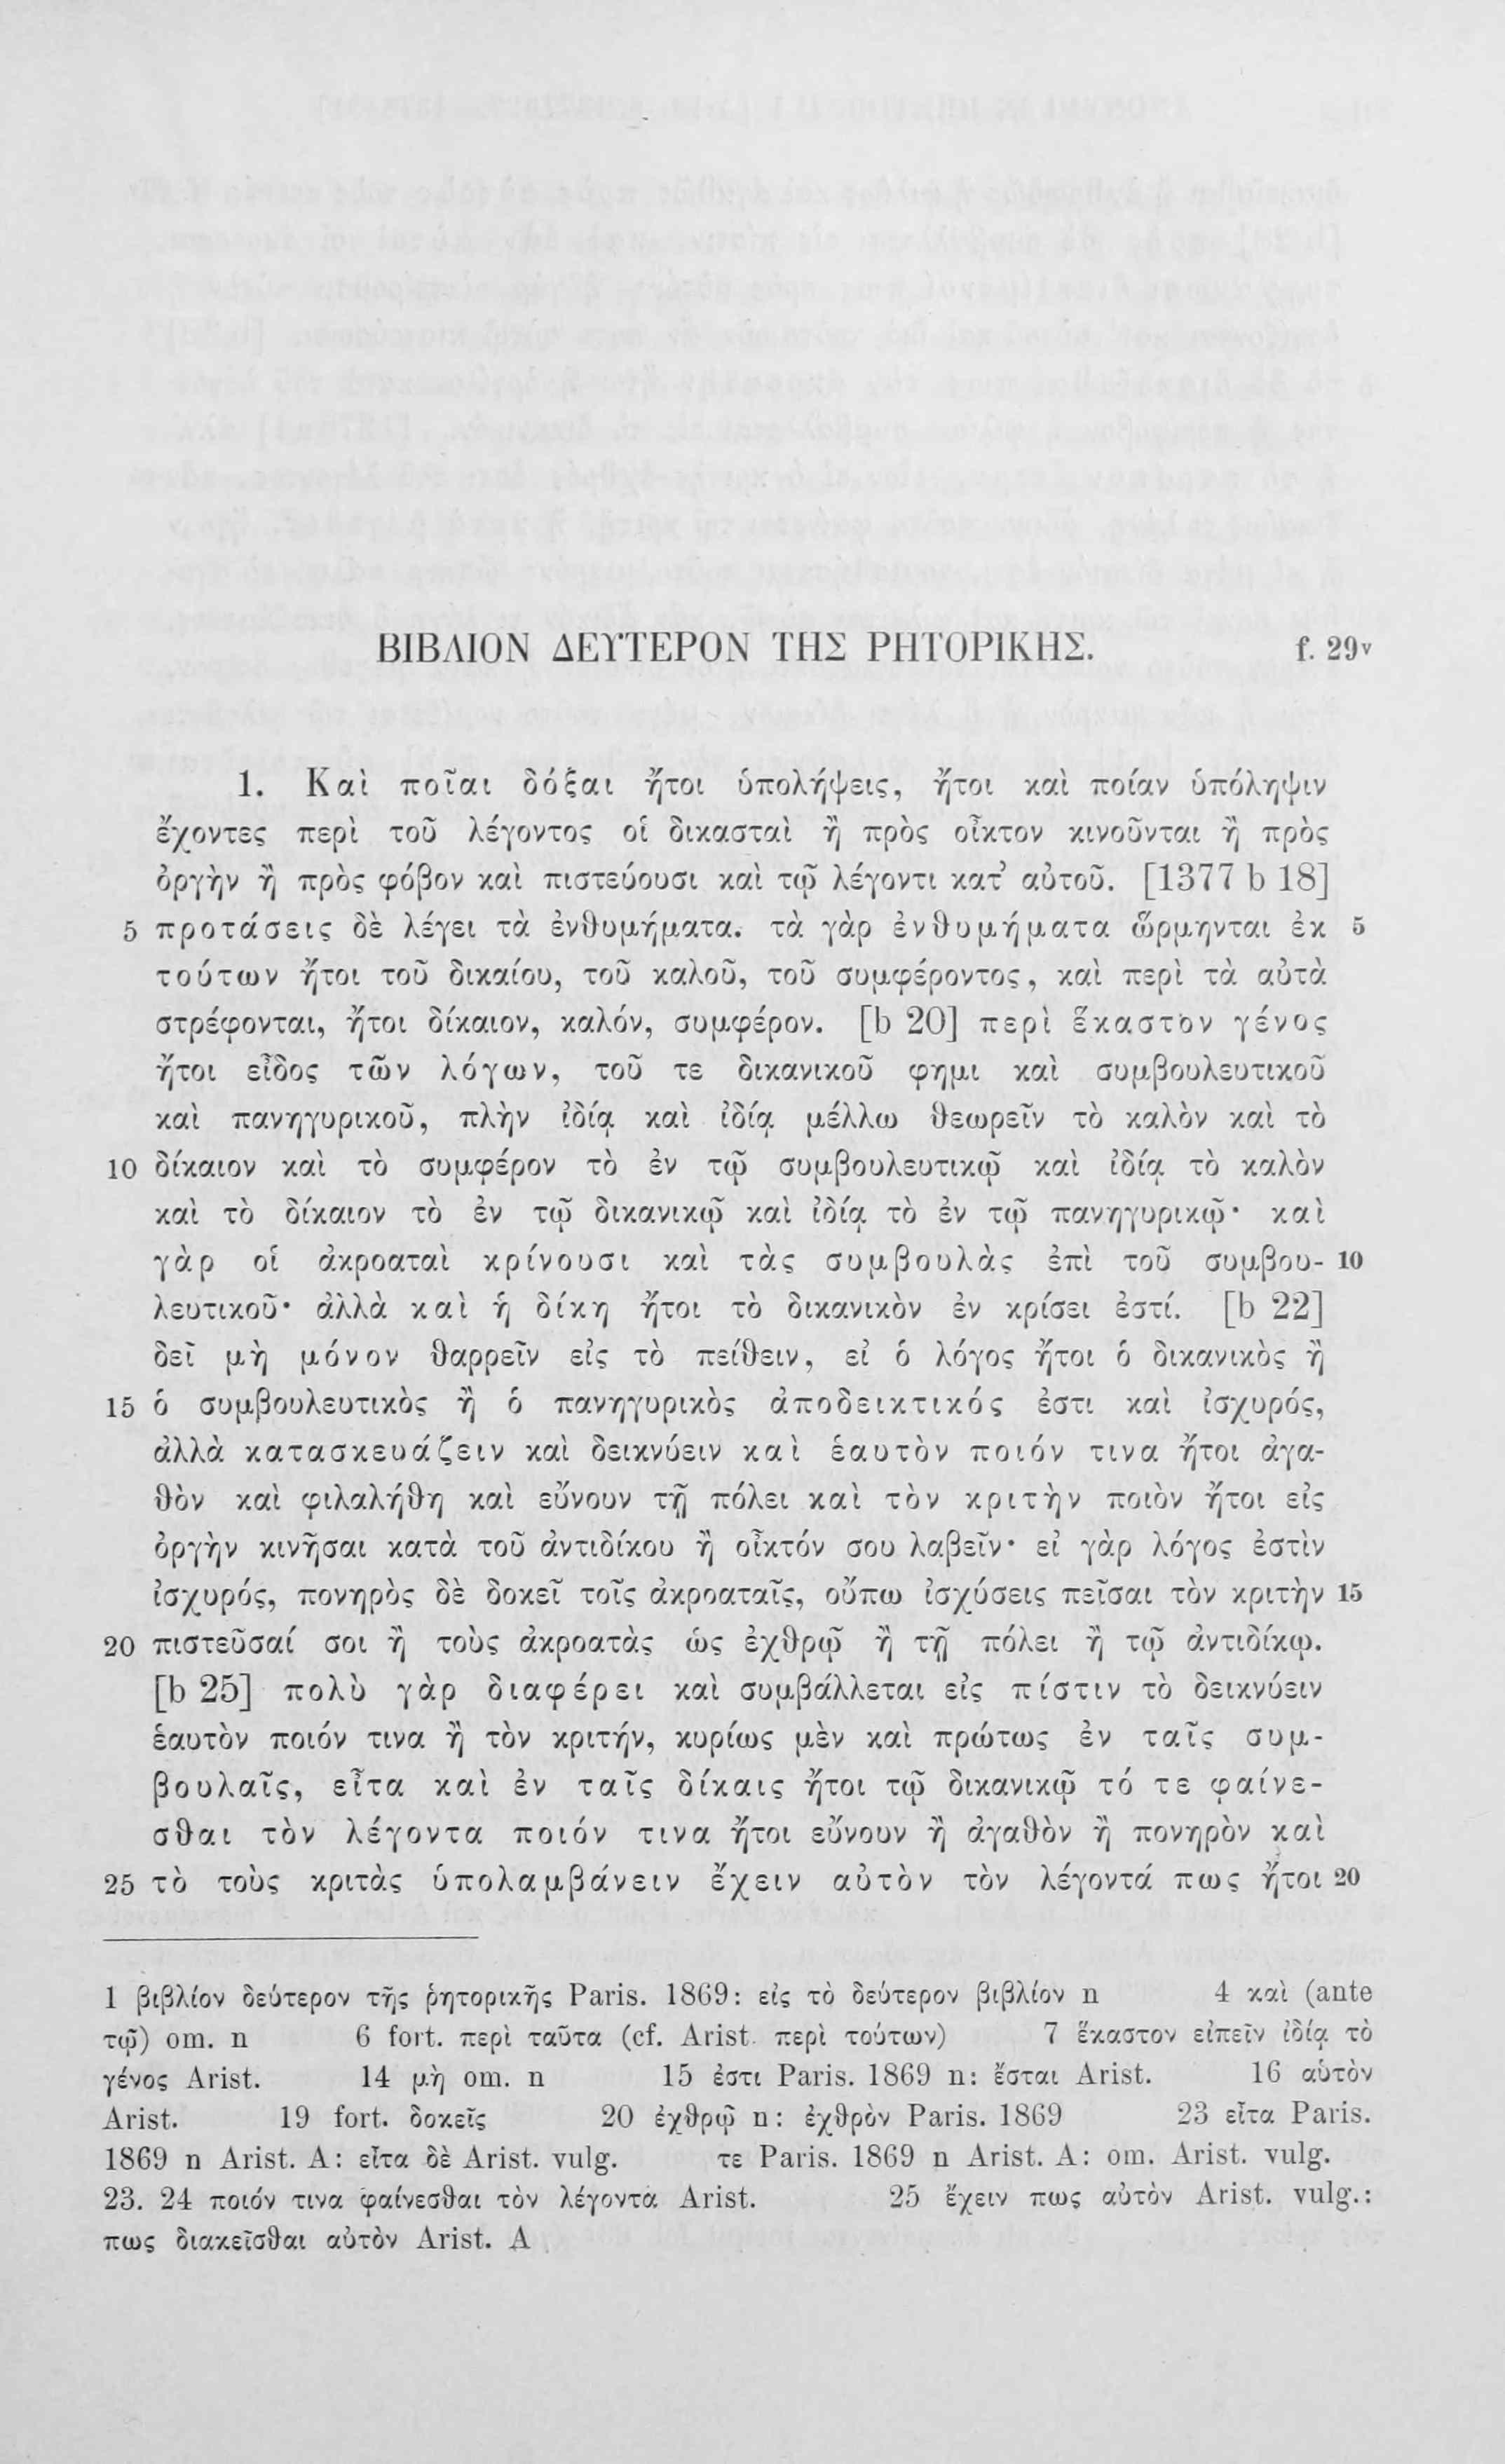 ΒΙΒΛΙΟΝ ΔΕΥΤΕΡΟΝ ΤΗΣ ΡΗΤΟΡΙΚΗΣ. f. 29v
1. Καὶ ποῖαι δόξαι ἤτοι ὑπολήψεις, ἤτοι καὶ ποίαν ὑπόληψιν
ἔχοντες περὶ τοῦ λέγοντος οἱ δικασταὶ ἢ πρὸς οἶκτον κινοῦνται ἢ πρὸς
ὀργὴν ἢ πρὸς φόβον καὶ πιστεύουσι καὶ τῷ λέγοντι κατ’ αὐτοῦ. [1377 b 18]
5 προτάσεις δὲ λέγει τὰ ἐνθυμήματα. τὰ γὰρ ἐνθυμήματα ὥρμηνται ἐκ 5
τούτων ἤτοι τοῦ δικαίου, τοῦ καλοῦ, τοῦ συμφέροντος, καὶ περὶ τὰ αὐτὰ
στρέφονται, ἤτοι δίκαιον, καλόν, συμφέρον. [b 20] περὶ ἕκαστον γένος
ἤτοι εἶδος τῶν λόγων, τοῦ τε δικανικοῦ φημι καὶ συμβουλευτικοῦ
καὶ πανηγυρικοῦ, πλὴν ἰδίᾳ καὶ ἰδίᾳ μέλλω θεωρεῖν τὸ καλὸν καὶ τὸ
10 δίκαιον καὶ τὸ συμφέρον τὸ ἐν τῷ συμβουλευτικῷ καὶ ἰδίᾳ τὸ καλὸν
καὶ τὸ δίκαιον τὸ ἐν τῷ δικανικῷ καὶ ἰδίᾳ τὸ ἐν τῷ πανηγυρικῷ· καὶ
γὰρ οἱ ἀκροαταὶ κρίνουσι καὶ τὰς συμβουλὰς ἐπὶ τοῦ συμβου- 10
λευτικοῦ· ἀλλὰ καὶ ἡ δίκη ἤτοι τὸ δικανικὸν ἐν κρίσει ἐστί. [b 22]
δεῖ μὴ μόνον θαρρεῖν εἰς τὸ πείθειν, εἰ ὁ λόγος ἤτοι ὁ δικανικὸς ἢ
15 ὁ συμβουλευτικὸς ἢ ὁ πανηγυρικὸς ἀποδεικτικός ἐστι καὶ ἰσχυρός,
ἀλλὰ κατασκευάζειν καὶ δεικνύειν καὶ ἑαυτὸν ποιόν τινα ἤτοι ἀγα-
θὸν καὶ φιλαλήθη καὶ εὔνουν τῇ πόλει καὶ τὸν κριτὴν ποιὸν ἤτοι εἰς
ὀργὴν κινῆσαι κατὰ τοῦ ἀντιδίκου ἢ οἶκτόν σου λαβεῖν· εἰ γὰρ λόγος ἐστὶν
ἰσχυρός, πονηρὸς δὲ δοκεῖ τοῖς ἀκροαταῖς, οὔπω ἰσχύσεις πεῖσαι τὸν κριτὴν 15
20 πιστεῦσαί σοι ἢ τοὺς ἀκροατὰς ὡς ἐχθρῷ ἢ τῇ πόλει ἢ τῷ ἀντιδίκῳ.
[b 25] πολὺ γὰρ διαφέρει καὶ συμβάλλεται εἰς πίστιν τὸ δεικνύειν
ἑαυτὸν ποιόν τινα ἢ τὸν κριτήν, κυρίως μὲν καὶ πρώτως ἐν ταῖς συμ-
βουλαῖς, εἶτα καὶ ἐν ταῖς δίκαις ἤτοι τῷ δικανικῷ τό τε φαίνε-
σθαι τὸν λέγοντα ποιόν τινα ἤτοι εὔνουν ἢ ἀγαθὸν ἢ πονηρὸν καὶ
25 τὸ τοὺς κριτὰς ὑπολαμβάνειν ἔχειν αὐτὸν τὸν λέγοντά πως ἤτοι 20
1 βιβλίον δεύτερον τῆς ῥητορικῆς Paris. 1869: εἰς τὸ δεύτερον βιβλίον n 4 καὶ (ante
τῷ) om. n 6 fort. περὶ ταῦτα (cf. Arist. περὶ τούτων) 7 ἕκαστον εἰπεῖν ἰδίᾳ τὸ
γένος Arist. 14 μὴ om. n 15 ἐστι Paris. 1869 n: ἔσται Arist. 16 αὑτὸν
Arist. 19 fort. δοκεῖς 20 ἐχθρῷ n: ἐχθρὸν Paris. 1869 23 εἶτα Paris.
1869 n Arist. A: εἶτα δὲ Arist. vulg. τε Paris. 1869 n Arist. A: om. Arist. vulg.
23. 24 ποιόν τινα φαίνεσθαι τὸν λέγοντα Arist. 25 ἔχειν πως αὐτὸν Arist. vulg.:
πως διακεῖσθαι αὐτὸν Arist. A